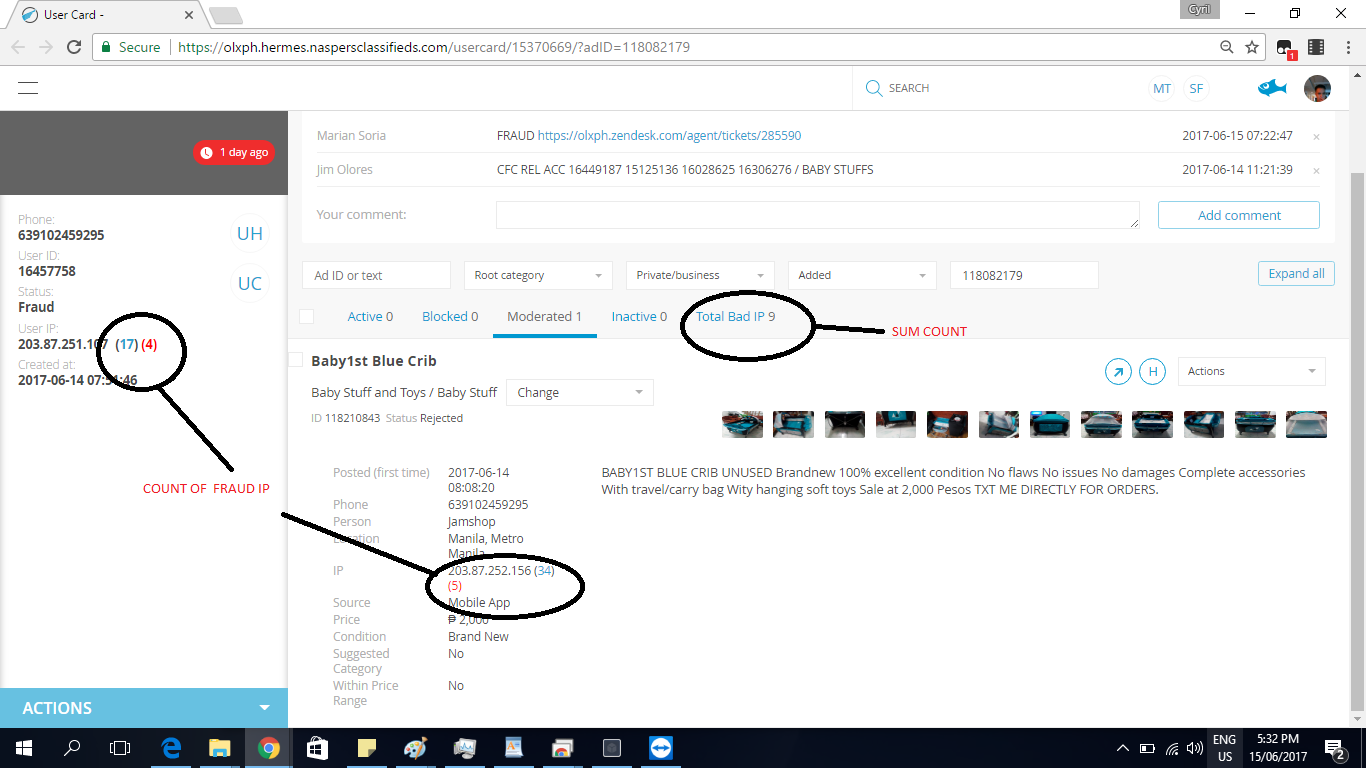 User Card -
Cyril
Secure
https://olxph.hermes.naspersclassifieds.com/usercard/15370669/?adID=118082179
1
SEARCH
MT
SF
1 day ago
Marian Soria
FRAUD https://olxph.zendesk.com/agent/tickets/285590
2017-06-15 07:22:47
×
Jim Olores
CFC REL ACC 16449187 15125136 16028625 16306276 / BABY STUFFS
2017-06-14 11:21:39
×
Your comment:
Add comment
Phone:
639102459295
UH
User ID:
16457758
UC
Status:
Fraud
User IP:
203.87.251.107 (17) (4)
Created at:
2017-06-14 07:51:46
COUNT OF FRAUD IP
ACTIONS
Ad ID or text
Root category
Private/business
Added
118082179
Expand all
Active 0
Blocked 0
Moderated 1
Inactive 0
Total Bad IP 9
SUM COUNT
Baby1st Blue Crib
H
Actions
Baby Stuff and Toys / Baby Stuff
Change
ID 118210843 Status Rejected
Posted (first time)
2017-06-14
08:08:20
Phone
639102459295
Person
Jamshop
Location
Manila, Metro
Manila
IP
203.87.252.156 (34)
(5)
Source
Mobile App
Price
₱ 2,000
Condition
Brand New
Suggested
Category
No
Within Price
Range
No
BABY1ST BLUE CRIB UNUSED Brandnew 100% excellent condition No flaws No issues No damages Complete accessories
With travel/carry bag Wity hanging soft toys Sale at 2,000 Pesos TXT ME DIRECTLY FOR ORDERS.
ENG
US
5:32 PM
15/06/2017
2